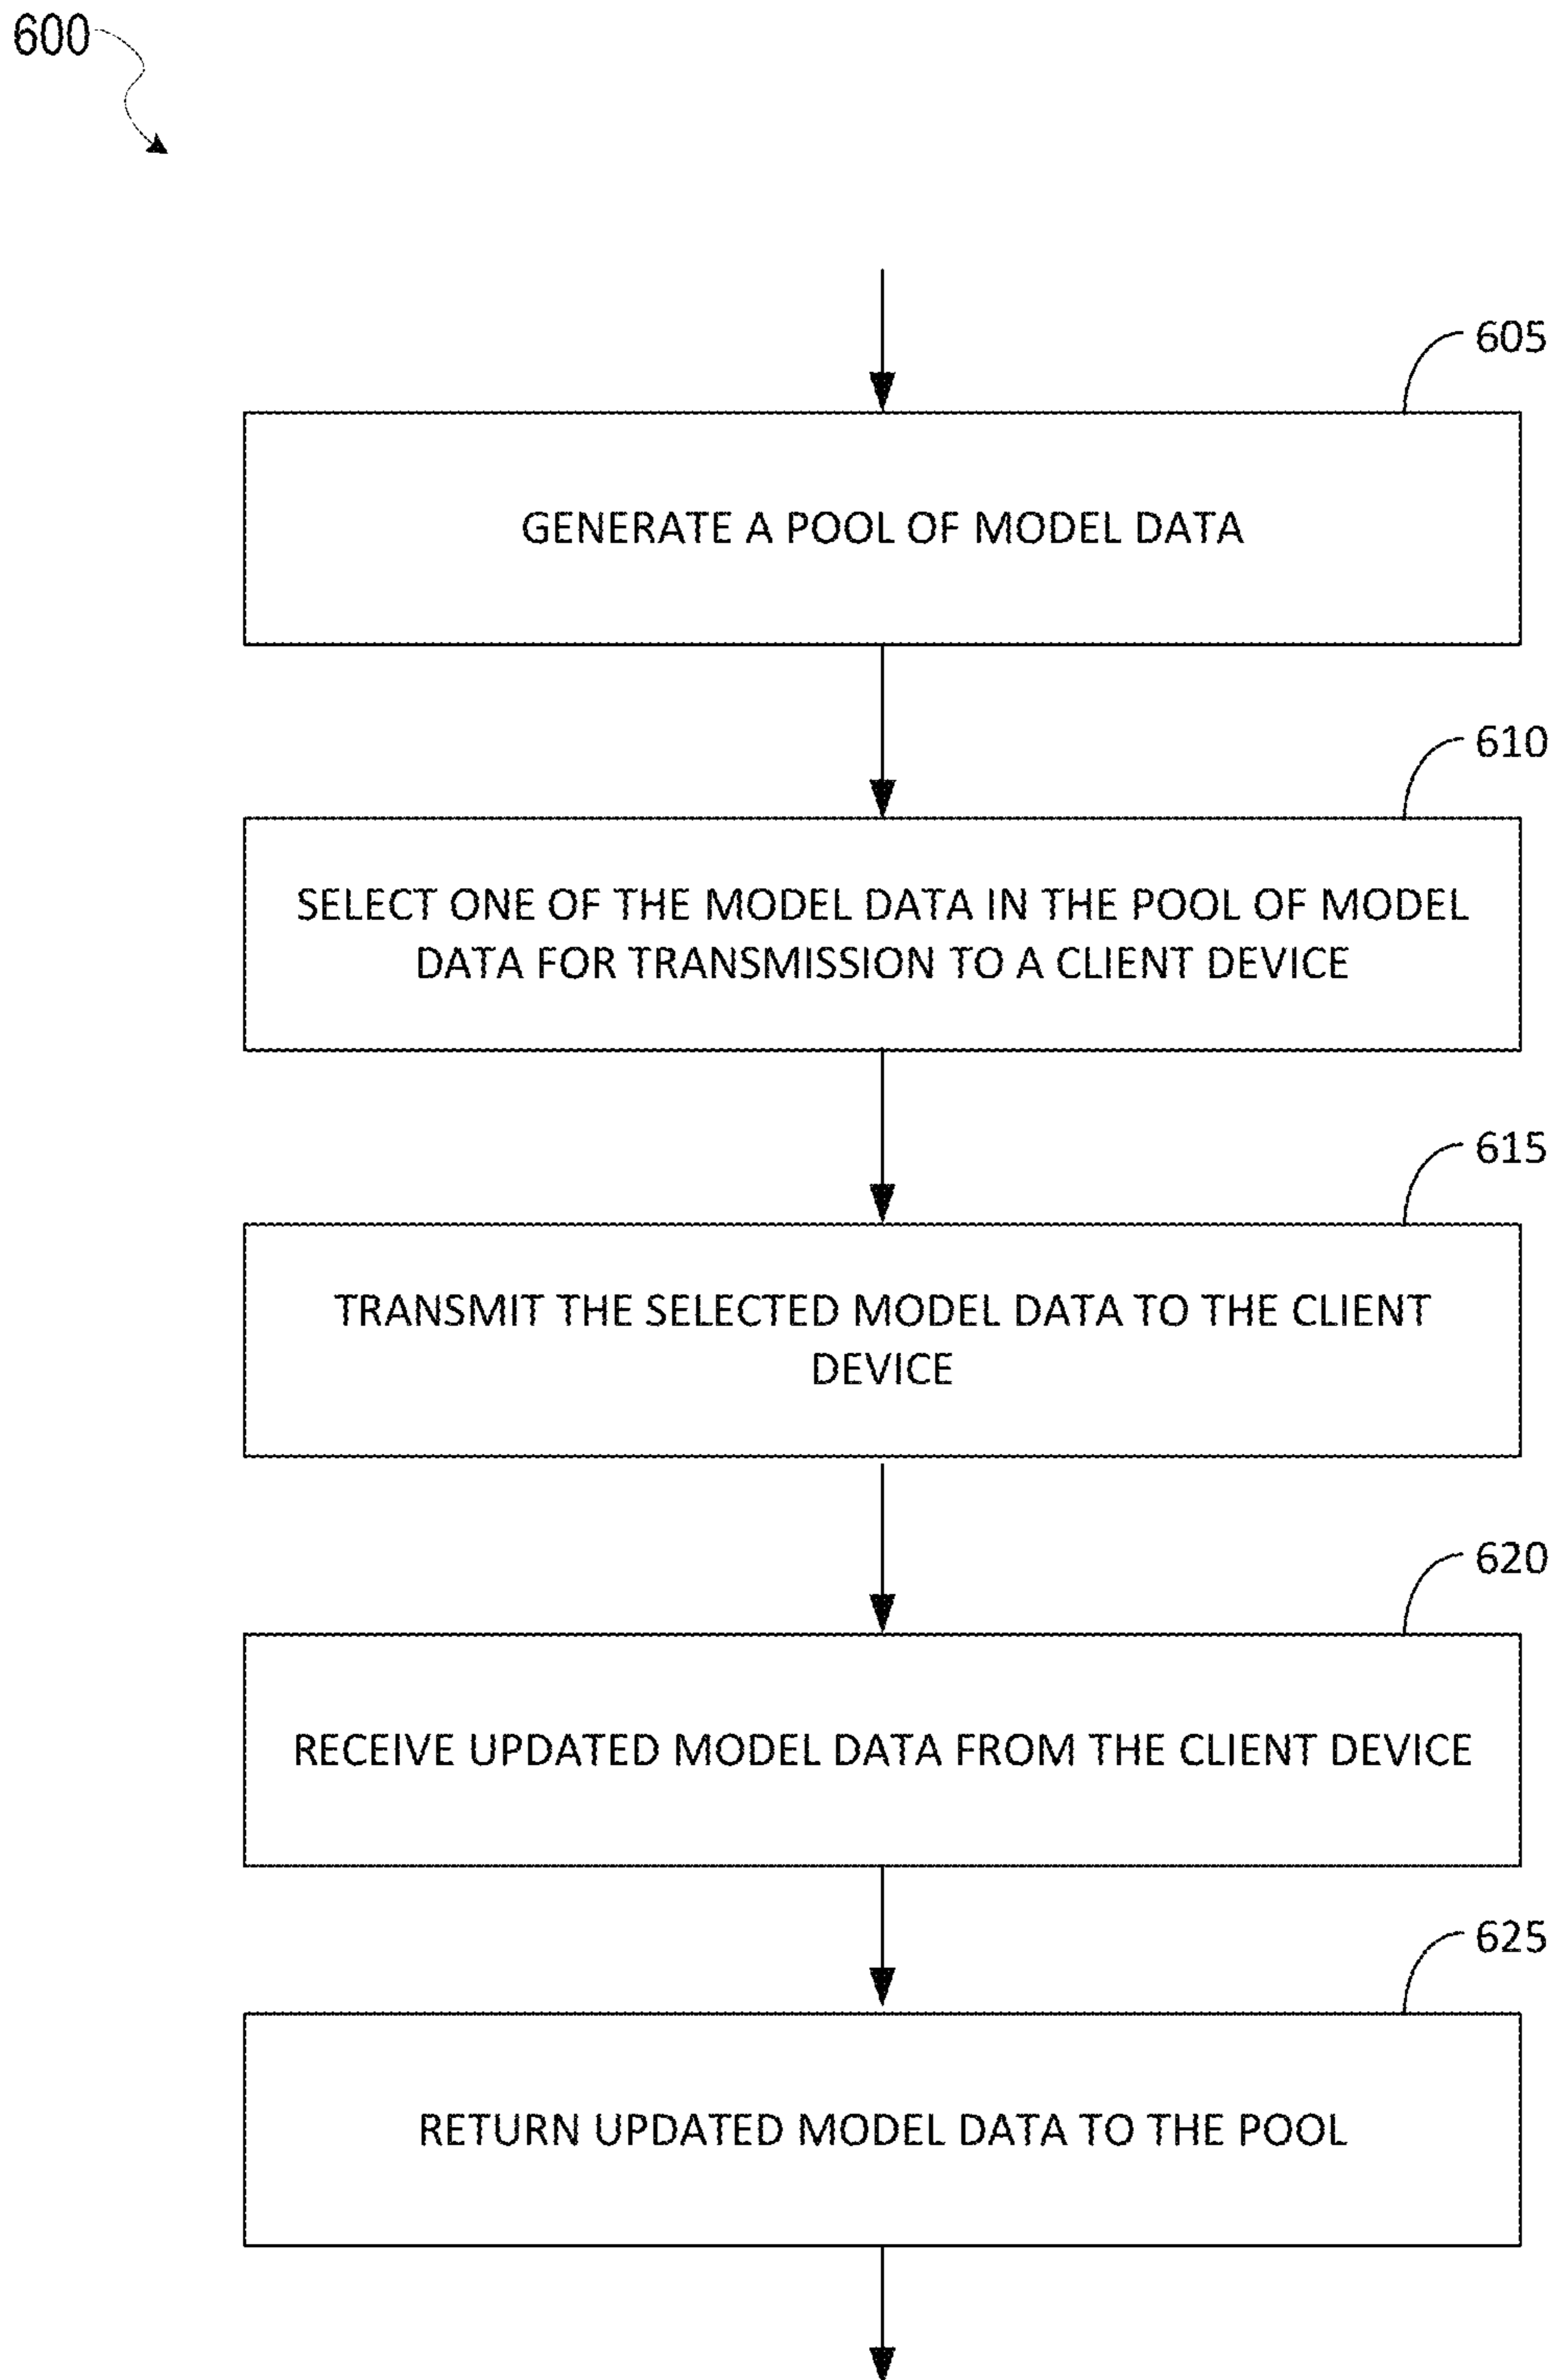 600
605
GENERATE A POOL OF MODEL DATA
610
SELECT ONE OF THE MODEL DATA IN THE POOL OF MODEL
DATA FOR TRANSMISSION TO A CLIENT DEVICE
615
TRANSMIT THE SELECTED MODEL DATA TO THE CLIENT
DEVICE
620
RECEIVE UPDATED MODEL DATA FROM THE CLIENT DEVICE
625
RETURN UPDATED MODEL DATA TO THE POOL